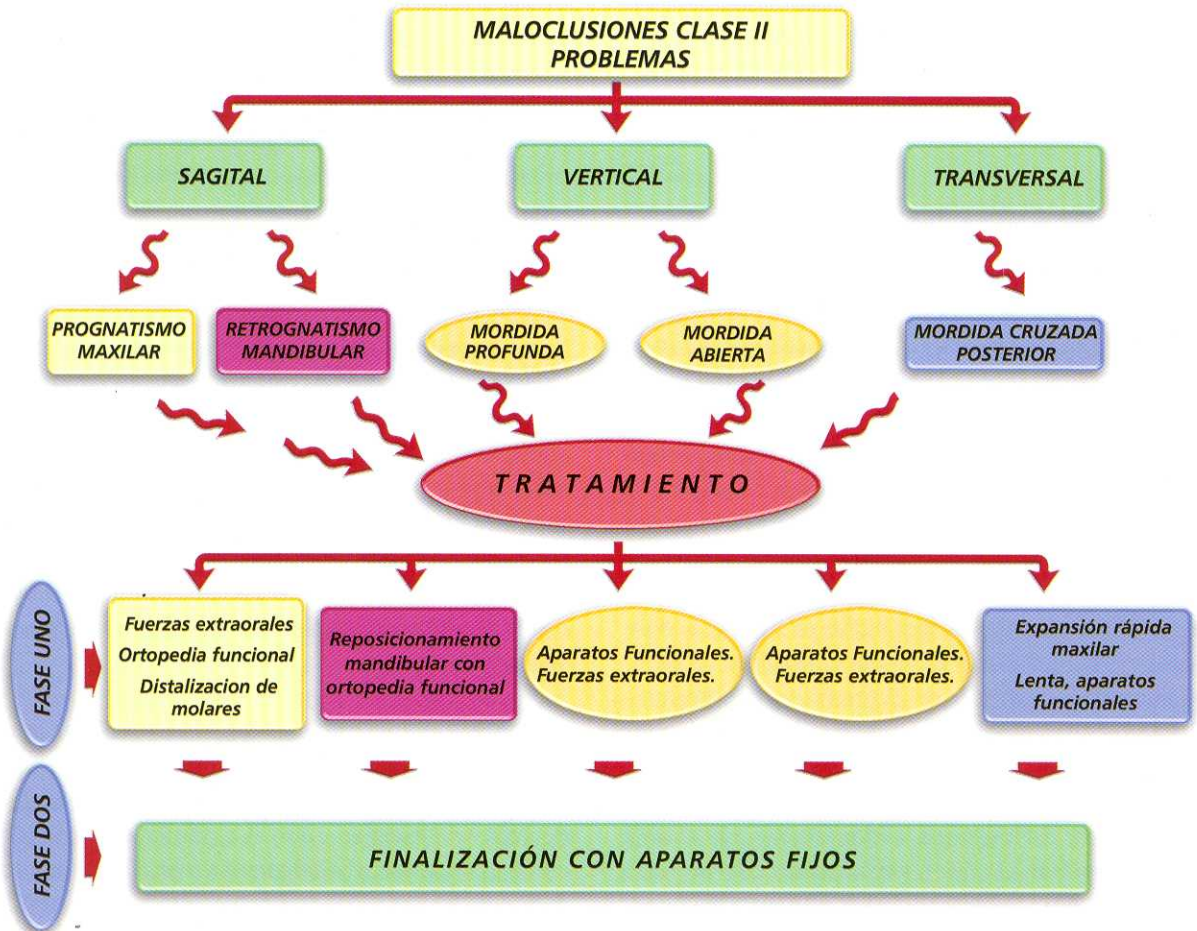 MALOCLUSIONES CLASE II
PROBLEMAS
SAGITAL
VERTICAL
TRANSVERSAL
PROGNATISMO
MAXILAR
RETROGNATISMO
MANDIBULAR
MORDIDA
PROFUNDA
MORDIDA
ABIERTA
MORDIDA CRUZADA
POSTERIOR
TRATAMIENTO
FASE UNO
Fuerzas extraorales
Ortopedia funcional
Distalizacion de
molares
Reposicionamiento
mandibular con
ortopedia funcional
Aparatos Funcionales.
Fuerzas extraorales.
Aparatos Funcionales.
Fuerzas extraorales.
Expansión rápida
maxilar
Lenta, aparatos
funcionales
FASE DOS
FINALIZACIÓN CON APARATOS FIJOS